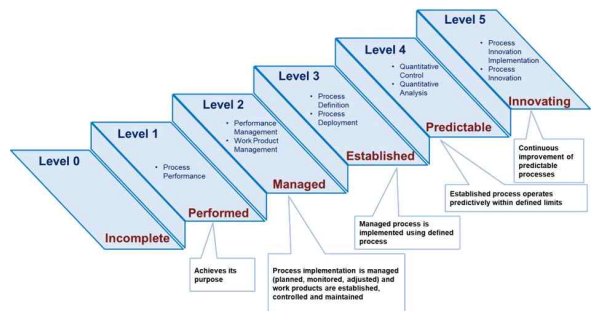 Level 0
Incomplete
Level 1
• Process
Performance
Performed
Achieves its
purpose
Level 2
• Performance
Management
• Work Product
Management
Managed
Process implementation is managed
(planned, monitored, adjusted) and
work products are established,
controlled and maintained
Level 3
• Process
Definition
• Process
Deployment
Established
Managed process is
implemented using defined
process
Level 4
• Quantitative
Control
• Quantitative
Analysis
Predictable
Established process operates
predictively within defined limits
Level 5
• Process
Innovation
Implementation
• Process
Innovation
Innovating
Continuous
improvement of
predictable
processes